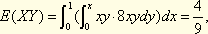 E(XY) = ∫₀¹(∫₀ˣ xy · 8xydy)dx = 4/9 ,